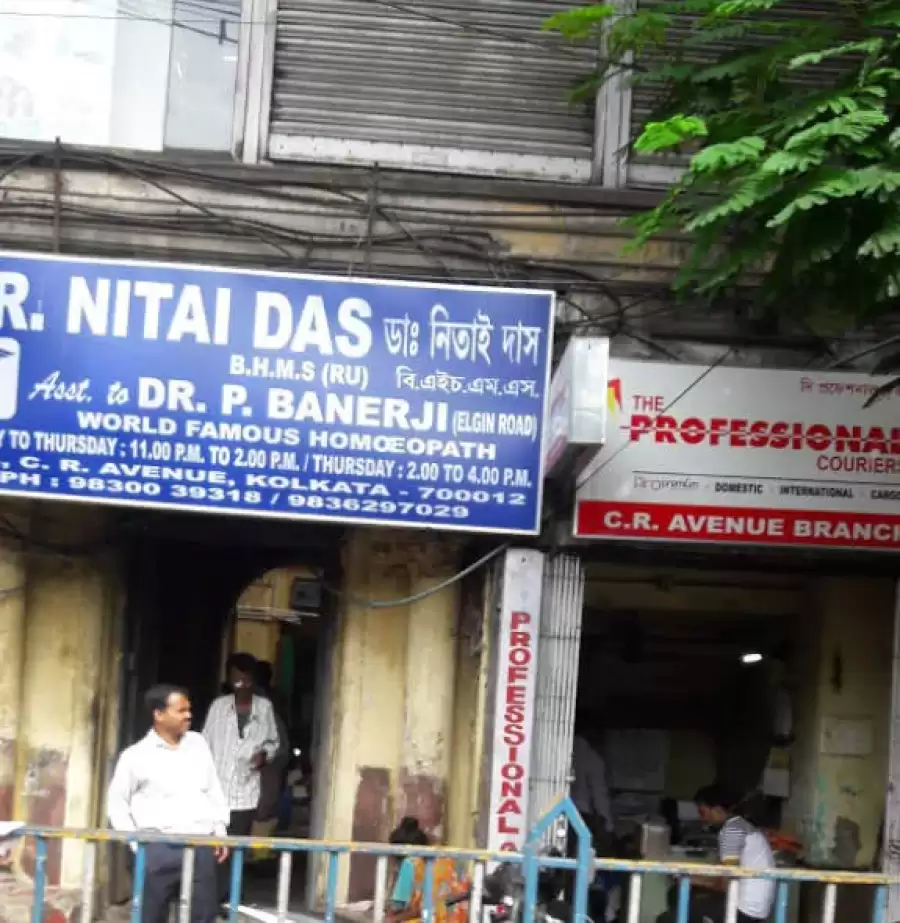 R. NITAI DAS ডাঃ নিতাই দাস
B.H.M.S (RU) বি.এইচ.এম.এস.
Asst. to DR. P. BANERJI (ELGIN ROAD)
WORLD FAMOUS HOMŒOPATH
Y TO THURSDAY : 11.00 P.M. TO 2.00 P.M. / THURSDAY : 2.00 TO 4.00 P.M.
, C. R. AVENUE, KOLKATA - 700012
PH : 98300 39318 / 9836297029
দি প্রফেশনাল
THE
PROFESSIONAL
COURIERS
DOMESTIC · INTERNATIONAL · CARGO
C.R. AVENUE BRANCH
PROFESSIONAL